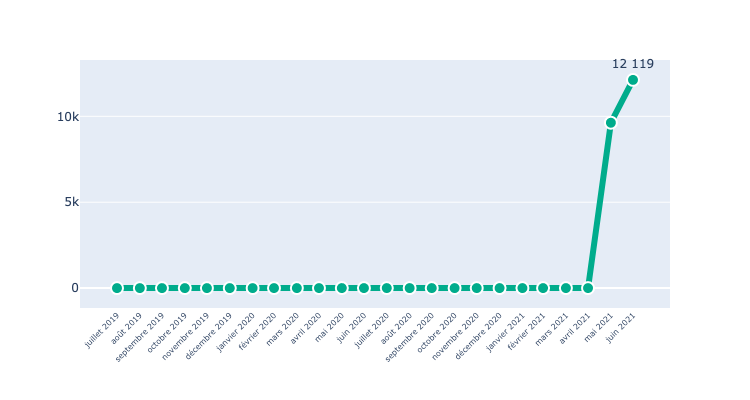 12 119
10k
5k
0
juillet 2019
août 2019
septembre 2019
octobre 2019
novembre 2019
décembre 2019
janvier 2020
février 2020
mars 2020
avril 2020
mai 2020
juin 2020
juillet 2020
août 2020
septembre 2020
octobre 2020
novembre 2020
décembre 2020
janvier 2021
février 2021
mars 2021
avril 2021
mai 2021
juin 2021